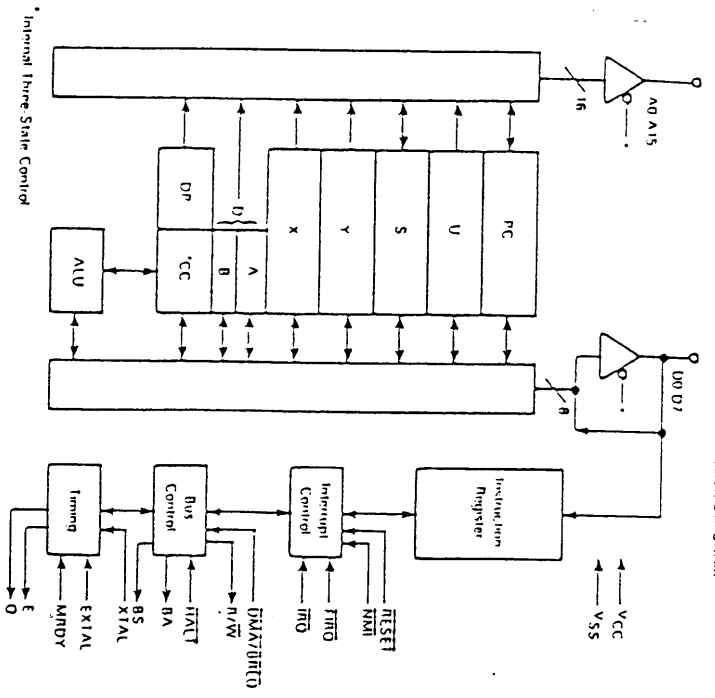 A0 A15
16
D0 D7
8
VCC
VSS
PC
U
S
Y
X
A
B
D
DP
CC
ALU
Instruction
Register
Interrupt
Control
RESET
NMI
FIRQ
IRQ
Bus
Control
DMA/BREQ
R/W
HALT
BA
BS
Timing
XTAL
EXTAL
MRDY
E
Q
* Internal Three-State Control